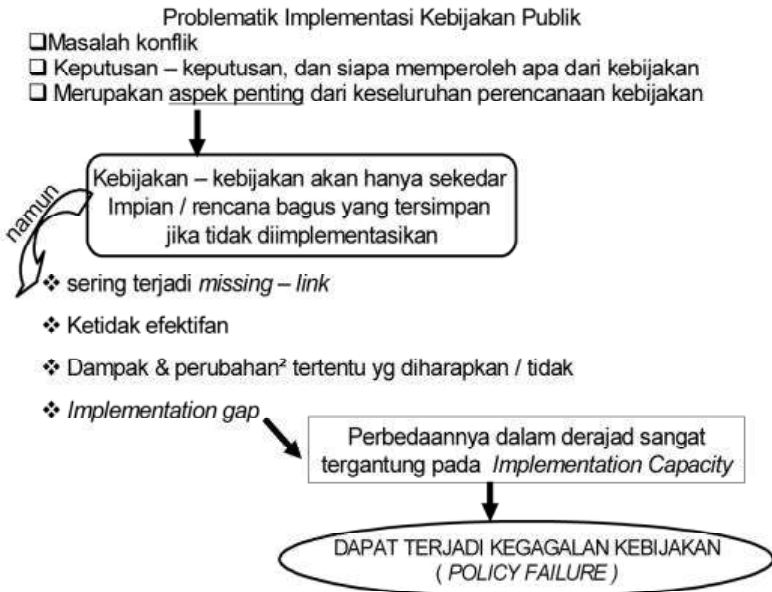 Problematik Implementasi Kebijakan Publik
❑Masalah konflik
❑ Keputusan – keputusan, dan siapa memperoleh apa dari kebijakan
❑ Merupakan aspek penting dari keseluruhan perencanaan kebijakan
Kebijakan – kebijakan akan hanya sekedar
Impian / rencana bagus yang tersimpan
jika tidak diimplementasikan
namun
❖ sering terjadi missing – link
❖ Ketidak efektifan
❖ Dampak & perubahan² tertentu yg diharapkan / tidak
❖ Implementation gap
Perbedaannya dalam derajad sangat
tergantung pada Implementation Capacity
DAPAT TERJADI KEGAGALAN KEBIJAKAN
( POLICY FAILURE )